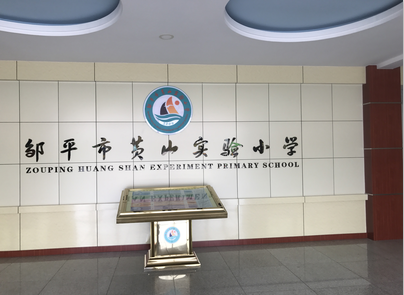 邹平市黄山实验小学
ZOUPING HUANG SHAN EXPERIMENT PRIMARY SCHOOL